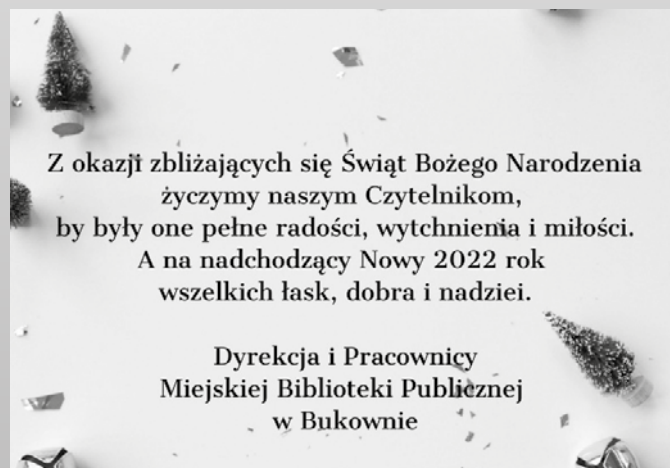 Z okazji zbliżających się Świąt Bożego Narodzenia
życzymy naszym Czytelnikom,
by były one pełne radości, wytchnienia i miłości.
A na nadchodzący Nowy 2022 rok
wszelkich łask, dobra i nadziei.
Dyrekcja i Pracownicy
Miejskiej Biblioteki Publicznej
w Bukownie